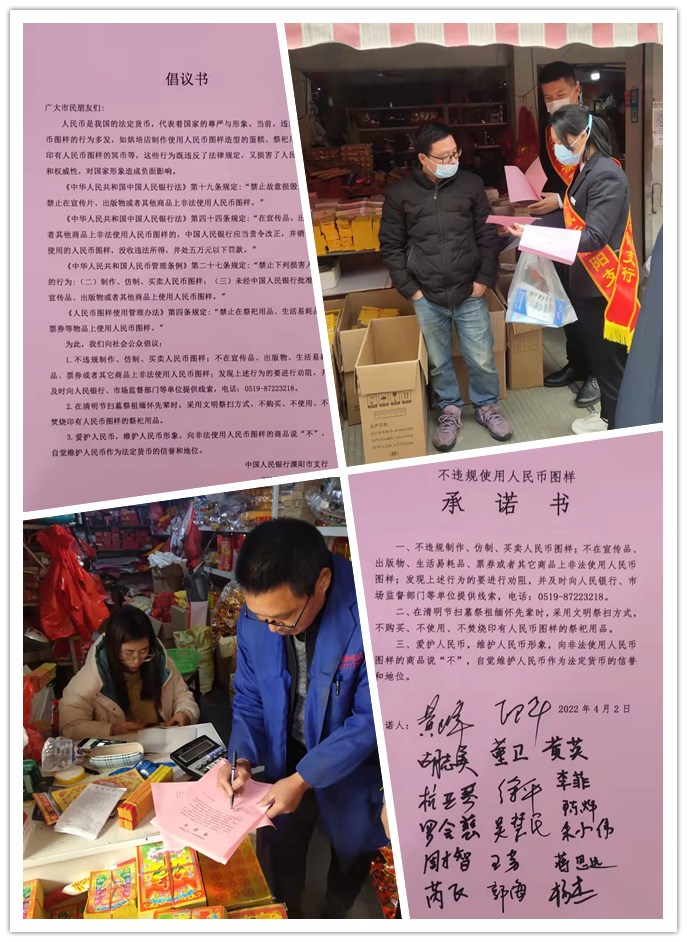 倡议书
广大市民朋友们:
人民币是我国的法定货币，代表着国家的尊严与形象。当前，违
币图样的行为多发，如烘培店制作使用人民币图样造型的蛋糕、祭祀
印有人民币图样的冥币等，这些行为既违反了法律规定，又损害了人民
和权威性，对国家形象造成负面影响。
《中华人民共和国中国人民银行法》第十九条规定：“禁止故意损毁
禁止在宣传片、出版物或者其他商品上非法使用人民币图样。”
《中华人民共和国中国人民银行法》第四十四条规定：“在宣传品、出
者其他商品上非法使用人民币图样的，中国人民银行应当责令改正，并销
使用的人民币图样，没收违法所得，并处五万元以下罚款。”
《中华人民共和国人民币管理条例》第二十七条规定：“禁止下列损害
的行为：（二）制作、仿制、买卖人民币图样；（三）未经中国人民银行批准
宣传品、出版物或者其他商品上使用人民币图样。”
《人民币图样使用管理办法》第四条规定：“禁止在祭祀用品、生活易耗品
票券等物品上使用人民币图样。”
为此，我们向社会公众倡议：
1.不违规制作、仿制、买卖人民币图样；不在宣传品、出版物、生活易
品、票券或者其它商品上非法使用人民币图样；发现上述行为的要进行劝阻，
及时向人民银行、市场监督部门等单位提供线索，电话：0519-87223218。
2.在清明节扫墓祭祖缅怀先辈时，采用文明祭扫方式，不购买、不使用、不
焚烧印有人民币图样的祭祀用品。
3.爱护人民币，维护人民币形象，向非法使用人民币图样的商品说“不”，
自觉维护人民币作为法定货币的信誉和地位。
中国人民银行溧阳市支行
阳支行
不违规使用人民币图样
承诺书
一、不违规制作、仿制、买卖人民币图样；不在宣传品、
出版物、生活易耗品、票券或者其它商品上非法使用人民币
图样；发现上述行为的要进行劝阻，并及时向人民银行、市
场监督部门等单位提供线索，电话：0519-87223218。
二、在清明节扫墓祭祖缅怀先辈时，采用文明祭扫方式，
不购买、不使用、不焚烧印有人民币图样的祭祀用品。
三、爱护人民币，维护人民币形象，向非法使用人民币
图样的商品说“不”，自觉维护人民币作为法定货币的信誉
和地位。
诺人：
2022年4月2日
董卫 黄英
徐平 李菲
朱小伟
周才智
郭海 杨杰